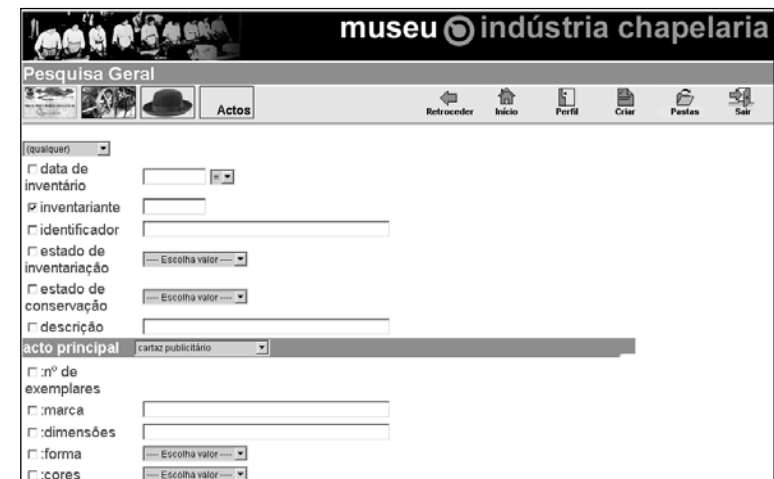 museu indústria chapelaria
Pesquisa Geral
Actos
Retroceder Início Perfil Criar Pastas Sair
(qualquer)
data de
inventário =
inventariante
identificador
estado de
inventariação ---- Escolha valor ----
estado de
conservação ---- Escolha valor ----
descrição
acto principal cartaz publicitário
:nº de
exemplares
:marca
:dimensões
:forma ---- Escolha valor ----
:cores ---- Escolha valor ----